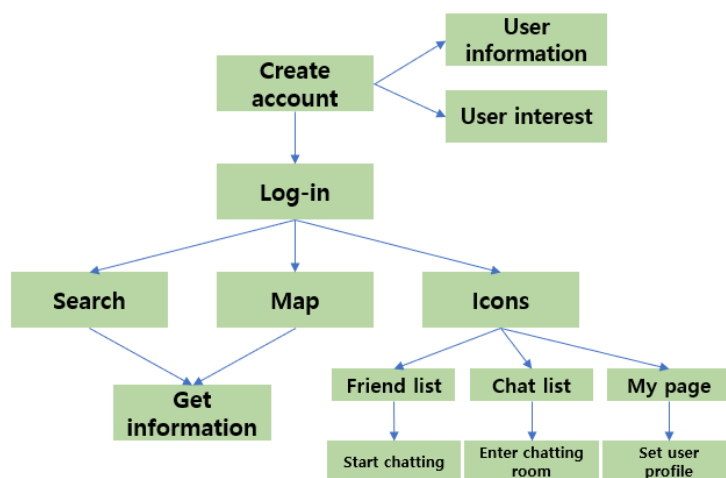 User
information
Create
account
User interest
Log-in
Search
Map
Icons
Friend list
Chat list
My page
Get
information
Start chatting
Enter chatting
room
Set user
profile